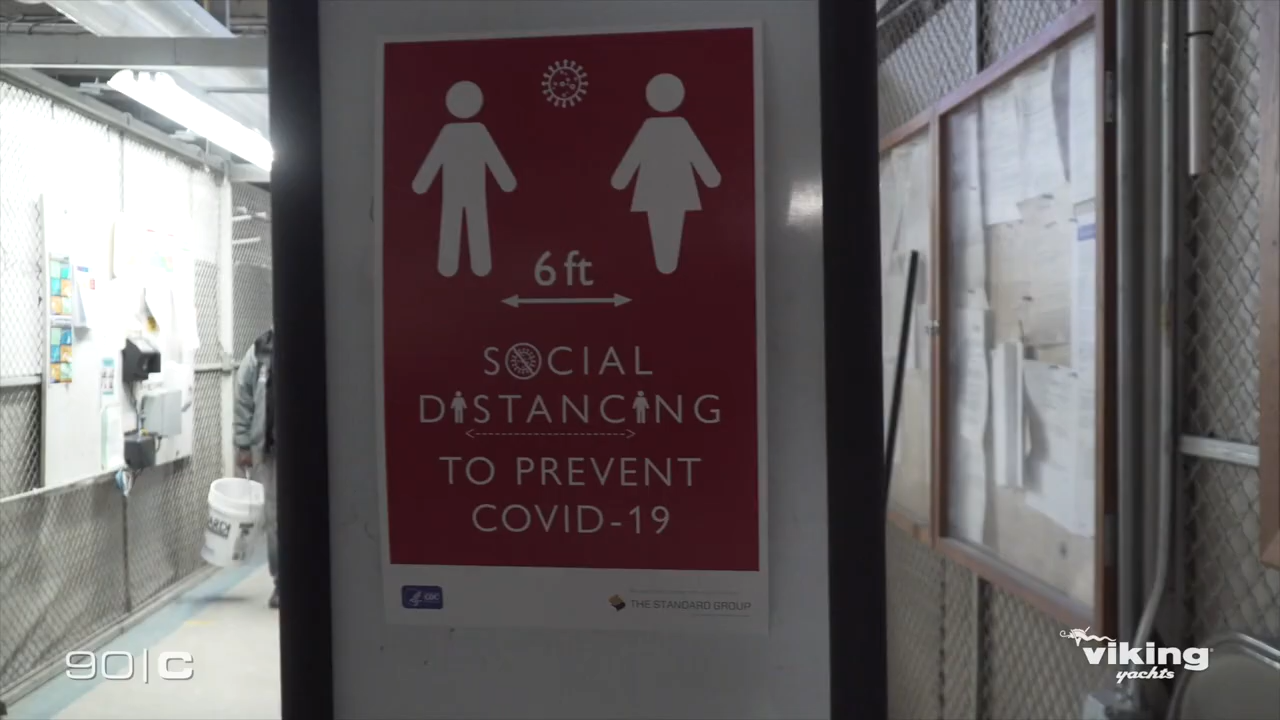 6 ft
SOCIAL
DISTANCING
TO PREVENT
COVID-19
CDC
THE STANDARD GROUP
90|C
viking
yachts